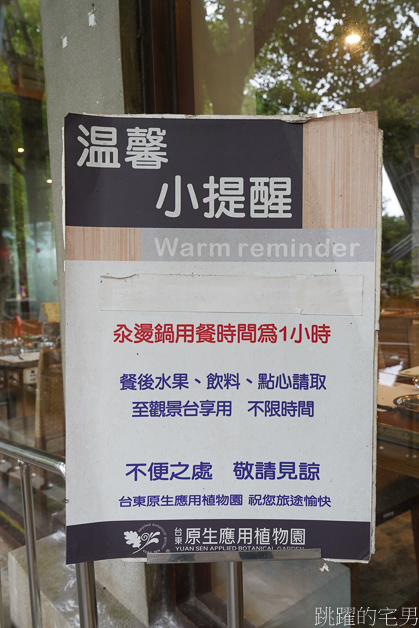 溫馨
小提醒
Warm reminder
汆燙鍋用餐時間為1小時
餐後水果、飲料、點心請取
至觀景台享用 不限時間
不便之處 敬請見諒
台東原生應用植物園 祝您旅途愉快
台東原生應用植物園
YUAN SEN APPLIED BOTANICAL GARDEN
跳躍的宅男